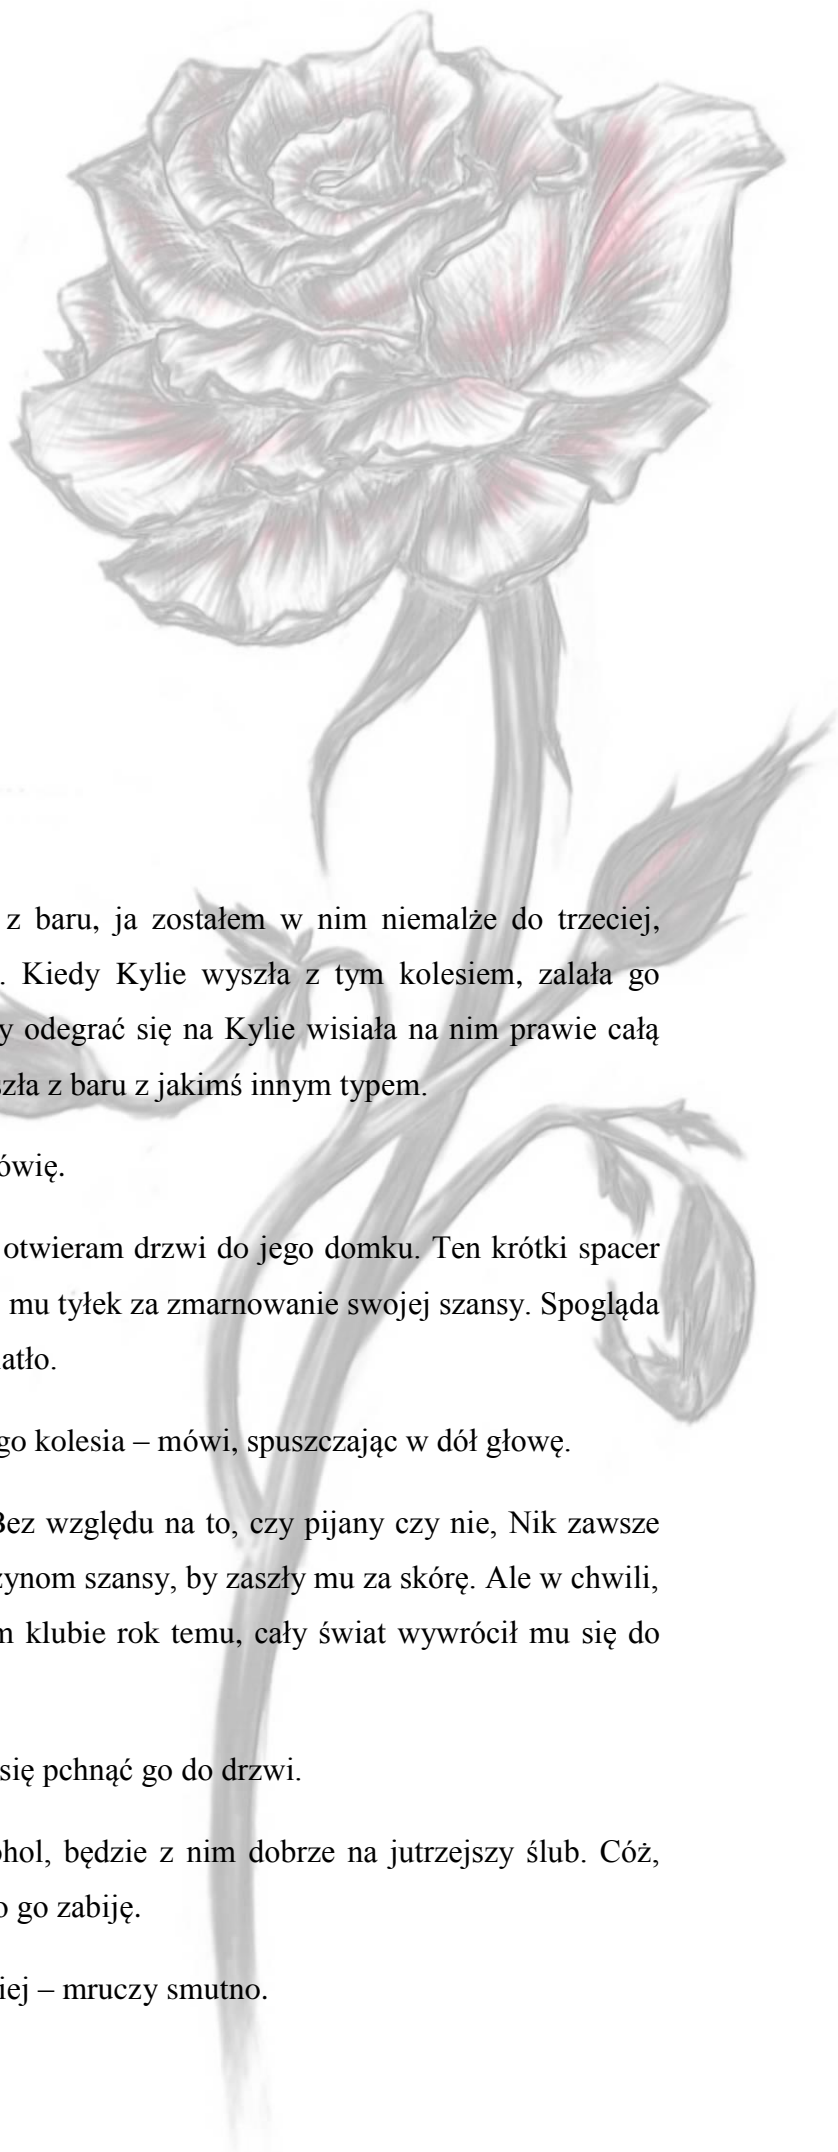 z baru, ja zostałem w nim niemalże do trzeciej,
. Kiedy Kylie wyszła z tym kolesiem, zalała go
y odegrać się na Kylie wisiała na nim prawie całą
szła z baru z jakimś innym typem.
ówię.
otwieram drzwi do jego domku. Ten krótki spacer
mu tyłek za zmarnowanie swojej szansy. Spogląda
iatło.
go kolesia – mówi, spuszczając w dół głowę.
Bez względu na to, czy pijany czy nie, Nik zawsze
zynom szansy, by zaszły mu za skórę. Ale w chwili,
m klubie rok temu, cały świat wywrócił mu się do
się pchnąć go do drzwi.
ohol, będzie z nim dobrze na jutrzejszy ślub. Cóż,
o go zabiję.
iej – mruczy smutno.